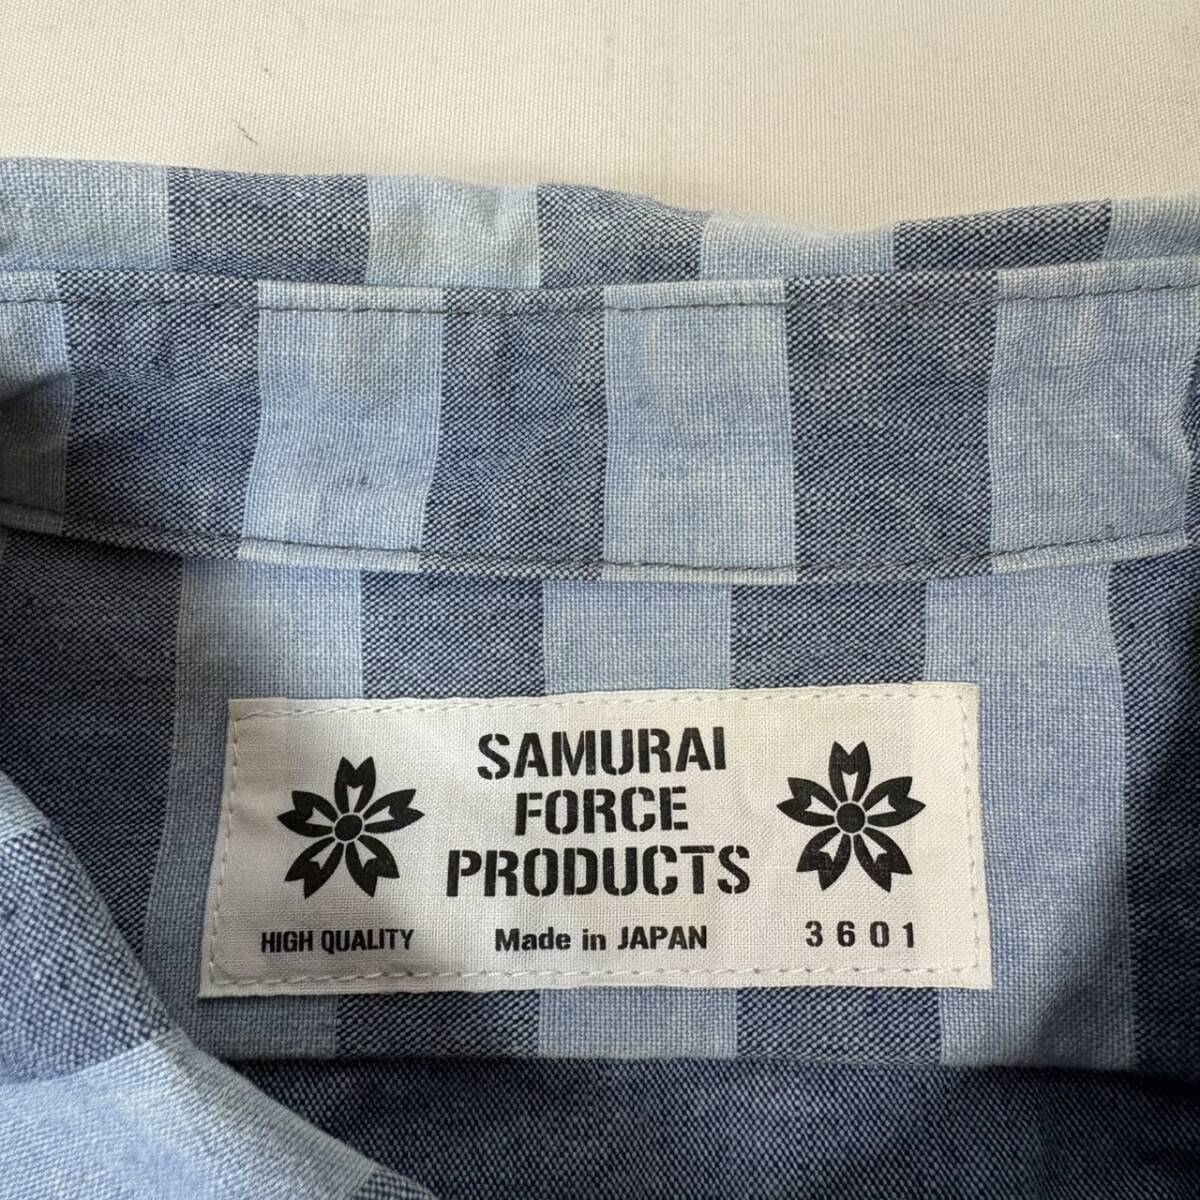 SAMURAI
FORCE
PRODUCTS
HIGH QUALITY Made in JAPAN 3601